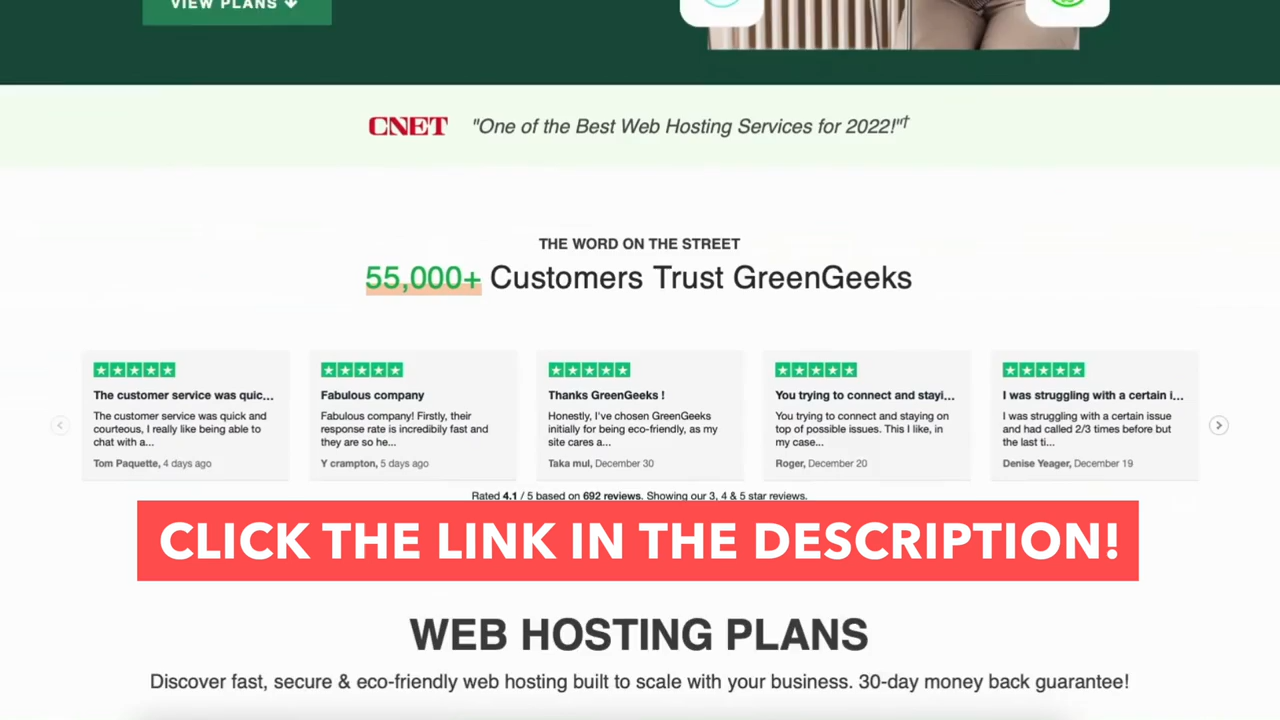 VIEW PLANS
CNET "One of the Best Web Hosting Services for 2022!"†
THE WORD ON THE STREET
55,000+ Customers Trust GreenGeeks
The customer service was quic...
The customer service was quick and
courteous, I really like being able to
chat with a...
Tom Paquette, 4 days ago
Fabulous company
Fabulous company! Firstly, their
response rate is incredibily fast and
they are so he...
Y crampton, 5 days ago
Thanks GreenGeeks !
Honestly, I've chosen GreenGeeks
initially for being eco-friendly, as my
site cares a...
Taka mul, December 30
You trying to connect and stayi...
You trying to connect and staying on
top of possible issues. This I like, in
my case...
Roger, December 20
I was struggling with a certain i...
I was struggling with a certain issue
and had called 2/3 times before but
the last ti...
Denise Yeager, December 19
Rated 4.1 / 5 based on 692 reviews. Showing our 3, 4 & 5 star reviews.
CLICK THE LINK IN THE DESCRIPTION!
WEB HOSTING PLANS
Discover fast, secure & eco-friendly web hosting built to scale with your business. 30-day money back guarantee!